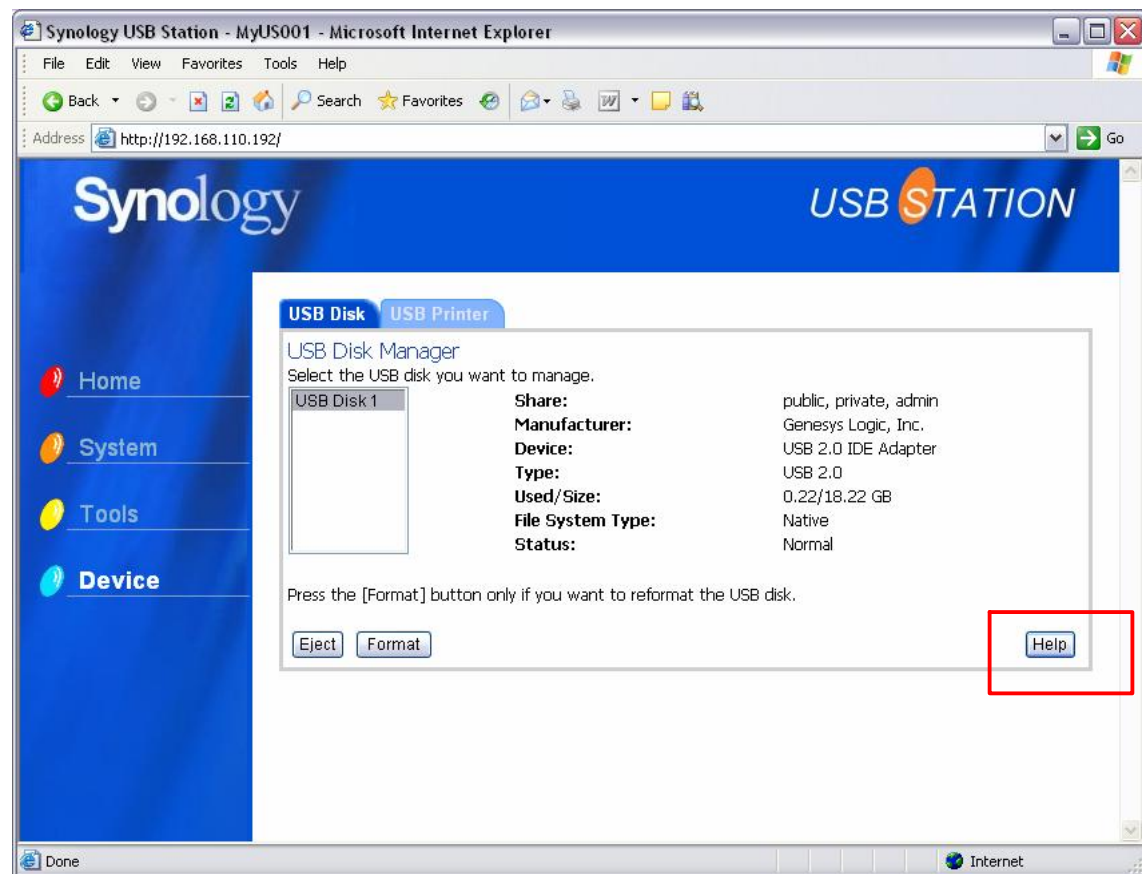 Synology USB Station - MyUS001 - Microsoft Internet Explorer
File Edit View Favorites Tools Help
Back Search Favorites
Address http://192.168.110.192/ Go
Synology
USB STATION
USB Disk USB Printer
USB Disk Manager
Select the USB disk you want to manage.
USB Disk 1
Share: public, private, admin
Manufacturer: Genesys Logic, Inc.
Device: USB 2.0 IDE Adapter
Type: USB 2.0
Used/Size: 0.22/18.22 GB
File System Type: Native
Status: Normal
Press the [Format] button only if you want to reformat the USB disk.
Eject Format Help
Home
System
Tools
Device
Done Internet